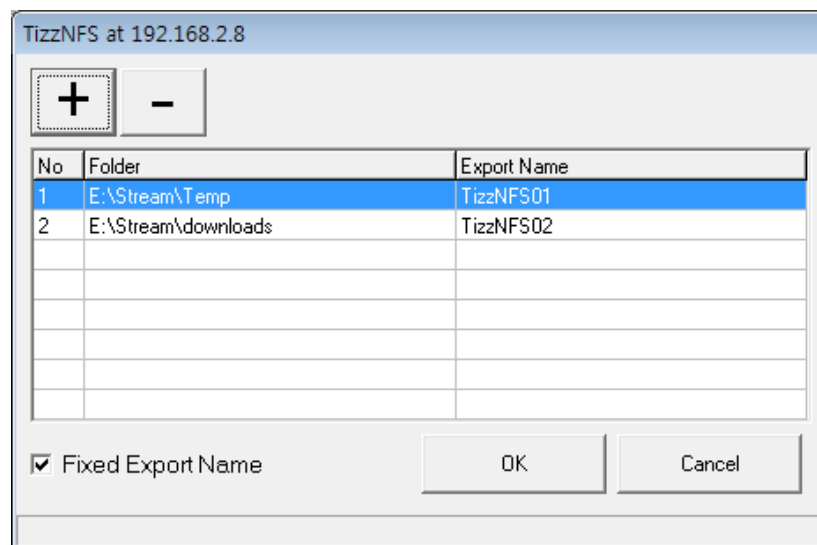 TizzNFS at 192.168.2.8
+ -
No Folder Export Name
1 E:\Stream\Temp TizzNFS01
2 E:\Stream\downloads TizzNFS02
Fixed Export Name OK Cancel